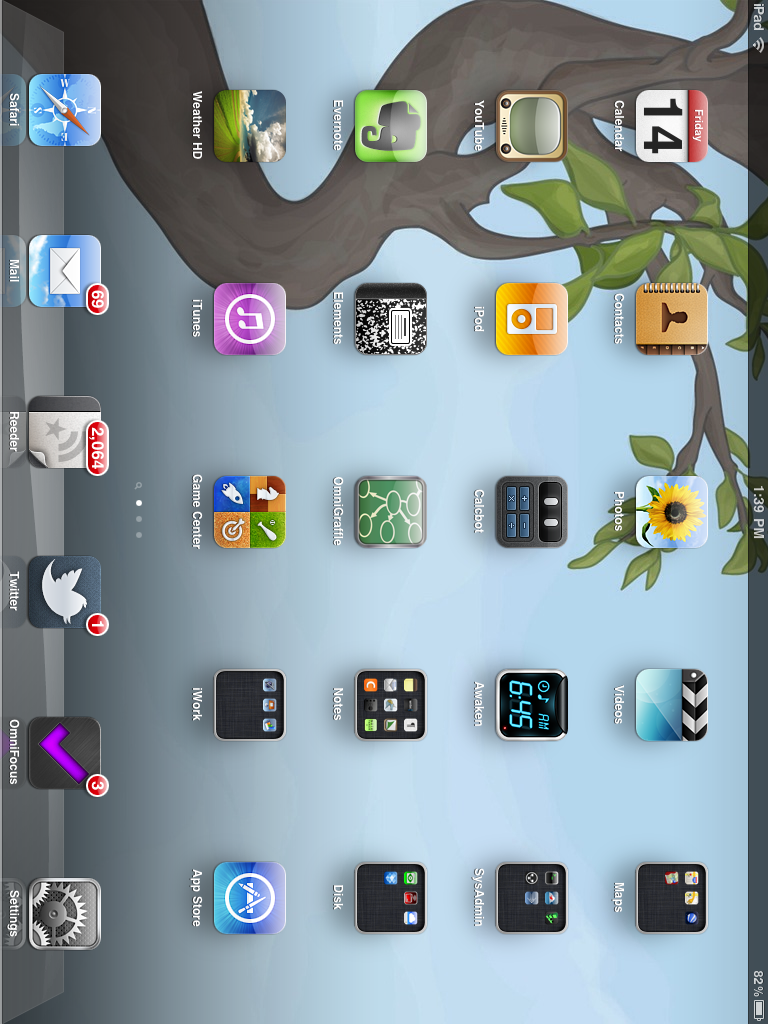 iPad 1:39 PM 82%
Friday
14
Calendar Contacts Photos Videos Maps
6:45 AM
YouTube iPod Calcbot Awaken SysAdmin
Evernote Elements OmniGraffle Notes Disk
Weather HD iTunes Game Center iWork App Store
N W E S
69 2,064 1 3
Safari Mail Reeder Twitter OmniFocus Settings